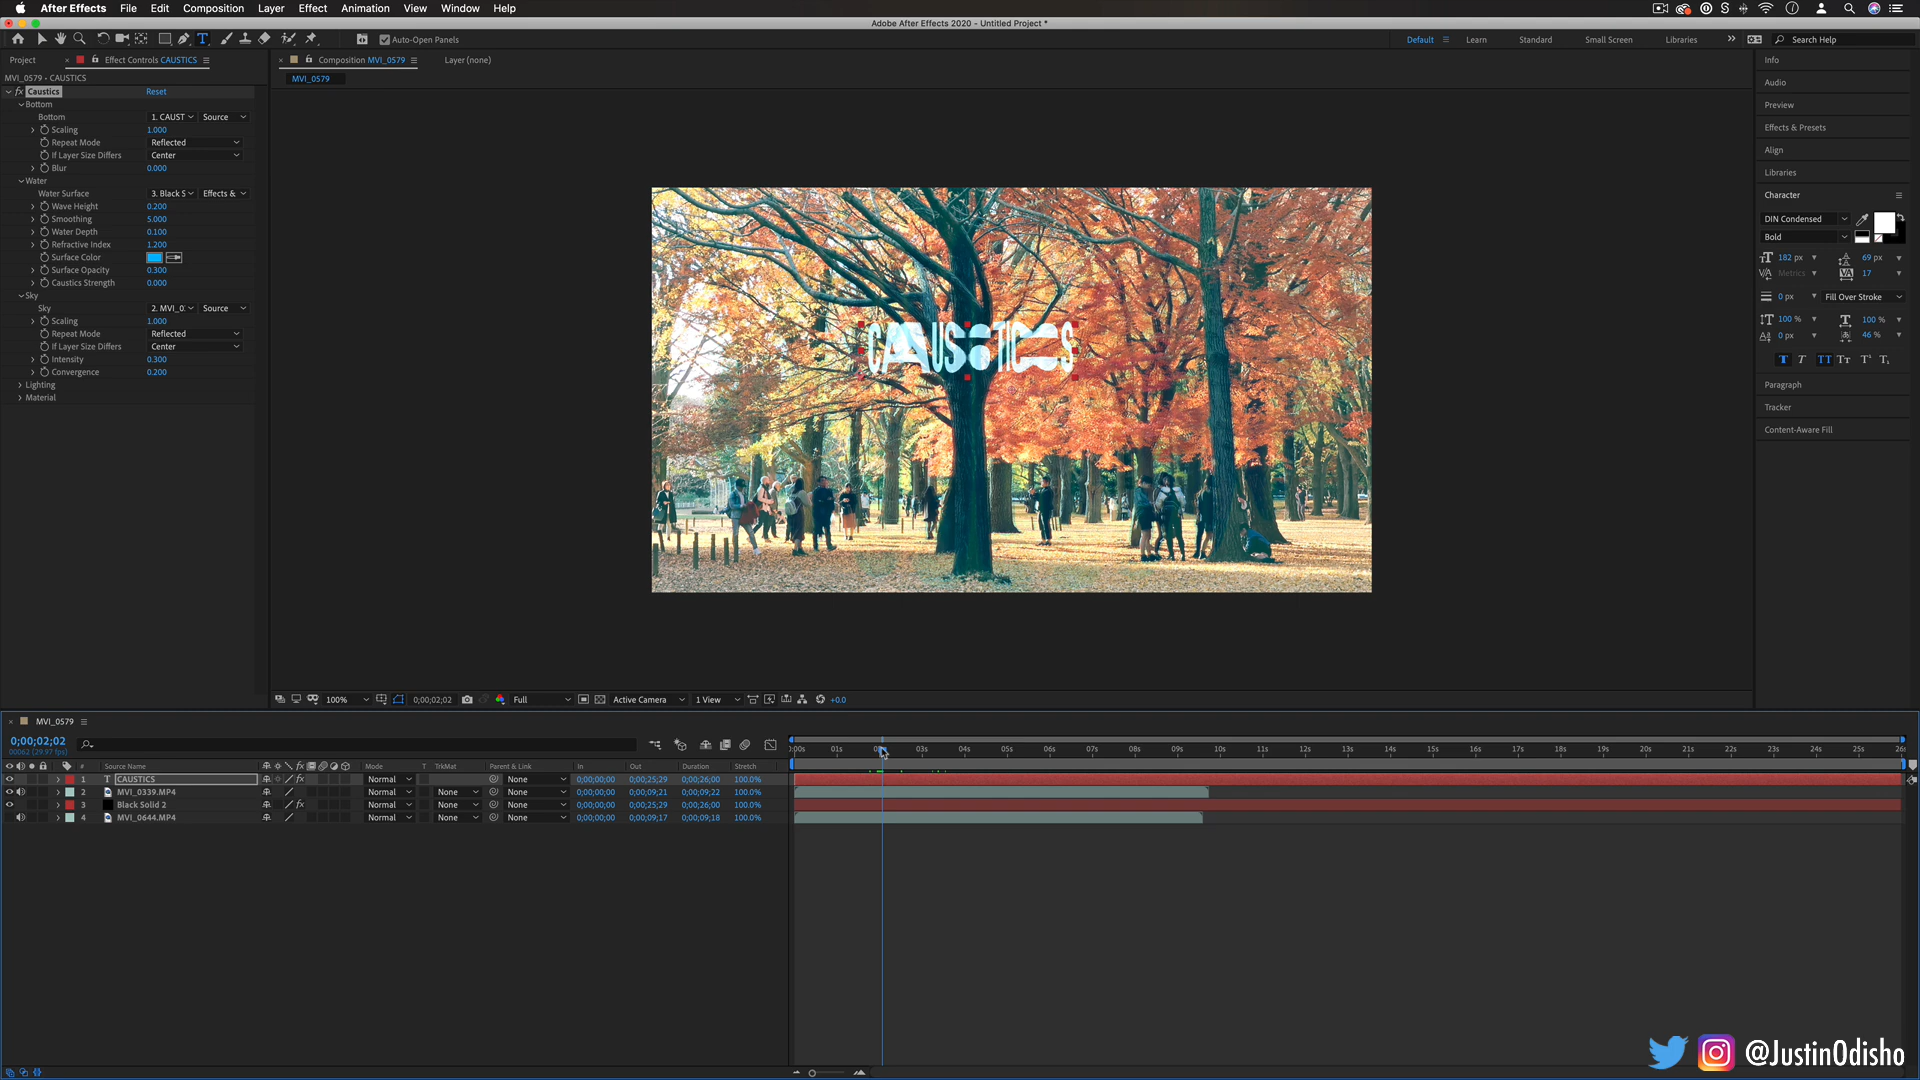 After Effects File Edit Composition Layer Effect Animation View Window Help
Adobe After Effects 2020 - Untitled Project *
Auto-Open Panels
Default Learn Standard Small Screen Libraries Search Help
Project Effect Controls CAUSTICS
Composition MVI_0579 Layer (none)
MVI_0579 • CAUSTICS
MVI_0579
fx Caustics Reset
Bottom
Bottom 1. CAUST Source
Scaling 1.000
Repeat Mode Reflected
If Layer Size Differs Center
Blur 0.000
Water
Water Surface 3. Black S Effects &
Wave Height 0.200
Smoothing 5.000
Water Depth 0.100
Refractive Index 1.200
Surface Color
Surface Opacity 0.300
Caustics Strength 0.000
Sky
Sky 2. MVI_0: Source
Scaling 1.000
Repeat Mode Reflected
If Layer Size Differs Center
Intensity 0.300
Convergence 0.200
Lighting
Material
CAUSTICS
Info
Audio
Preview
Effects & Presets
Align
Libraries
Character
DIN Condensed
Bold
182 px 69 px
Metrics 17
0 px Fill Over Stroke
100 % 100 %
0 px 46 %
T T TT Tт T¹ T₁
Paragraph
Tracker
Content-Aware Fill
100% 0;00;02;02 Full Active Camera 1 View +0.0
MVI_0579
0;00;02;02
00062 (29.97 fps)
:00s 01s 02s 03s 04s 05s 06s 07s 08s 09s 10s 11s 12s 13s 14s 15s 16s 17s 18s 19s 20s 21s 22s 23s 24s 25s 26s
# Source Name fx Mode T TrkMat Parent & Link In Out Duration Stretch
1 T CAUSTICS fx Normal None 0;00;00;00 0;00;25;29 0;00;26;00 100.0%
2 MVI_0339.MP4 Normal None None 0;00;00;00 0;00;09;21 0;00;09;22 100.0%
3 Black Solid 2 fx Normal None None 0;00;00;00 0;00;25;29 0;00;26;00 100.0%
4 MVI_0644.MP4 Normal None None 0;00;00;00 0;00;09;17 0;00;09;18 100.0%
@JustinOdisho